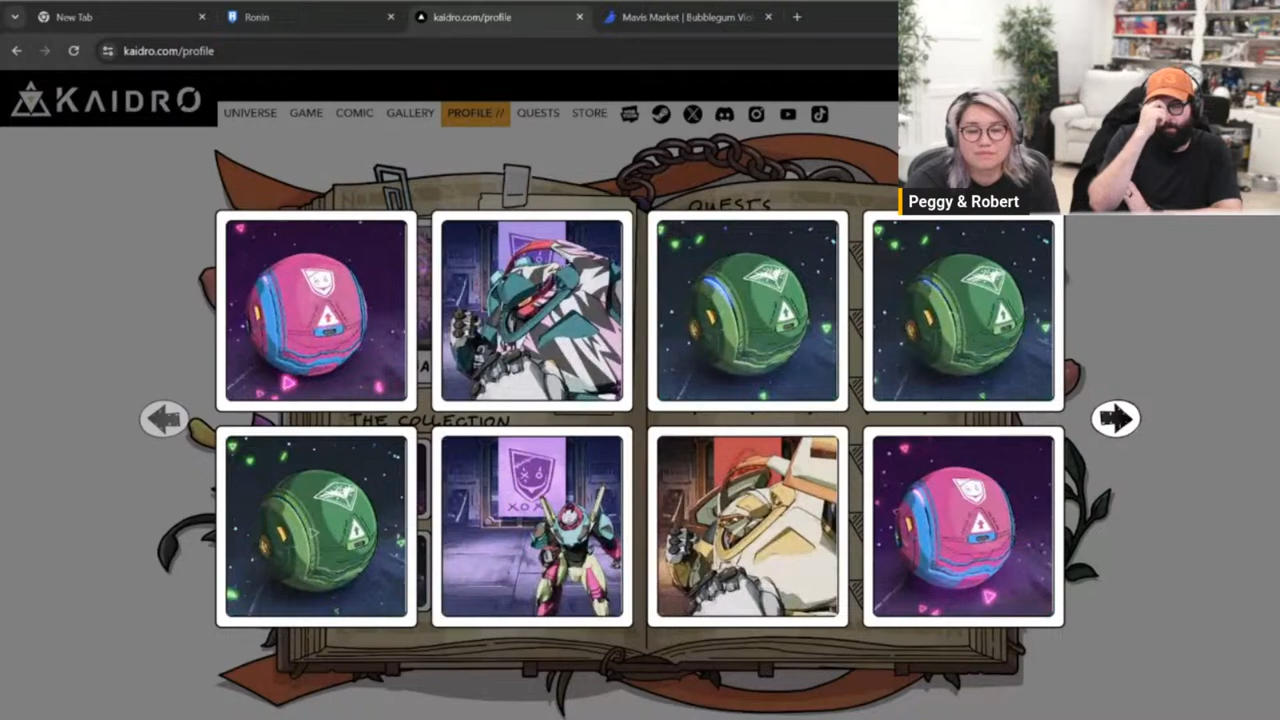 New Tab
Ronin
kaidro.com/profile
Mavis Market | Bubblegum
kaidro.com/profile
KAIDRO
UNIVERSE
GAME
COMIC
GALLERY
PROFILE //
QUESTS
STORE
Peggy & Robert
QUESTS
THE COLLECTION
XOX